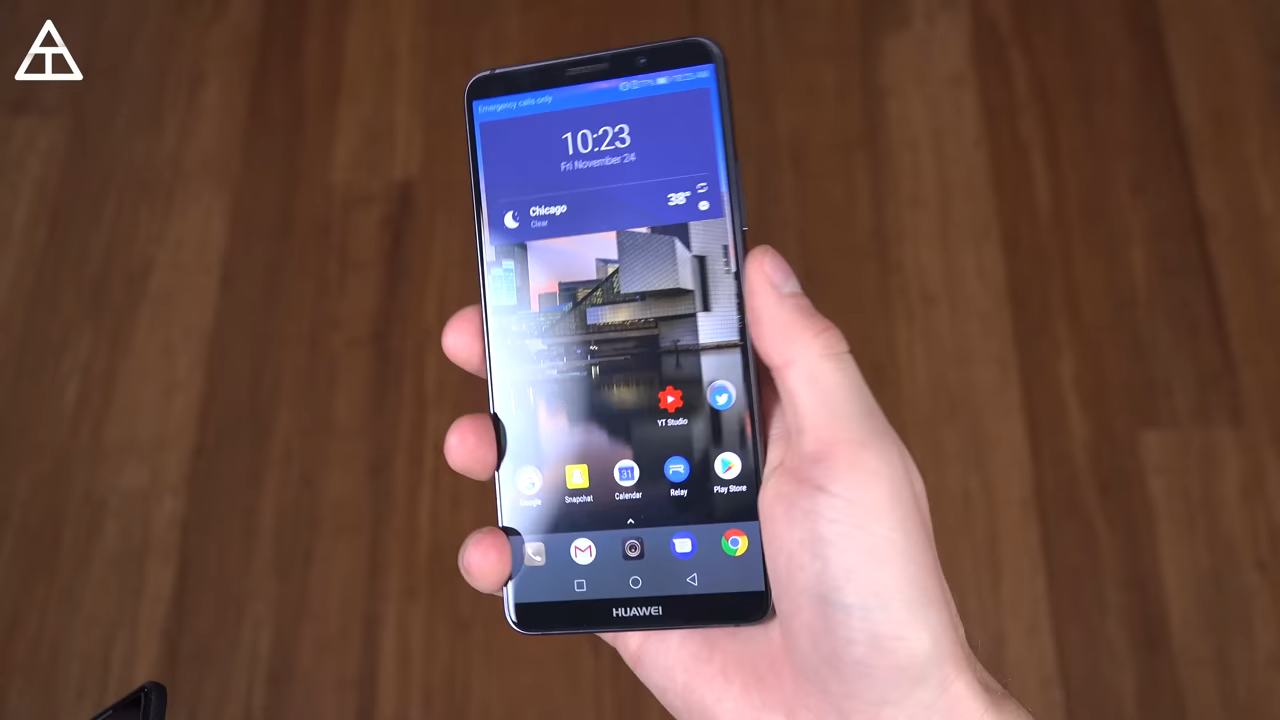 Emergency calls only
10:23
Fri November 24
Chicago
38°
Clear
YT Studio
Google
Snapchat
31
Calendar
Relay
Play Store
HUAWEI